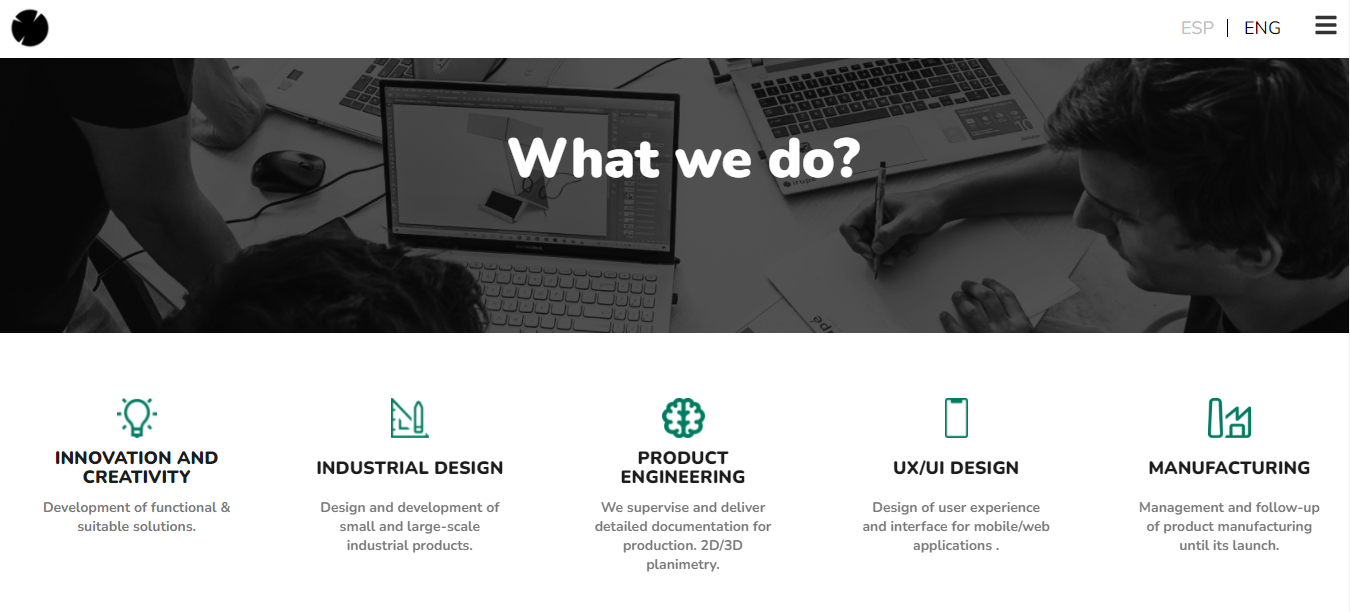 ESP | ENG
What we do?
INNOVATION AND
CREATIVITY
Development of functional &
suitable solutions.
INDUSTRIAL DESIGN
Design and development of
small and large-scale
industrial products.
PRODUCT
ENGINEERING
We supervise and deliver
detailed documentation for
production. 2D/3D
planimetry.
UX/UI DESIGN
Design of user experience
and interface for mobile/web
applications .
MANUFACTURING
Management and follow-up
of product manufacturing
until its launch.